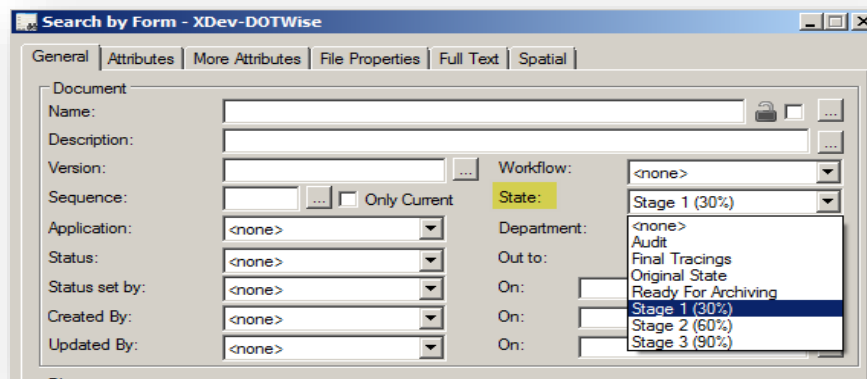 Search by Form - XDev-DOTWise
General Attributes More Attributes File Properties Full Text Spatial
Document
Name: ...
Description: ...
Version: ... Workflow: <none>
Sequence: ... Only Current State: Stage 1 (30%)
Application: <none> Department:
Status: <none> Out to:
Status set by: <none> On:
Created By: <none> On:
Updated By: <none> On:
<none>
Audit
Final Tracings
Original State
Ready For Archiving
Stage 1 (30%)
Stage 2 (60%)
Stage 3 (90%)